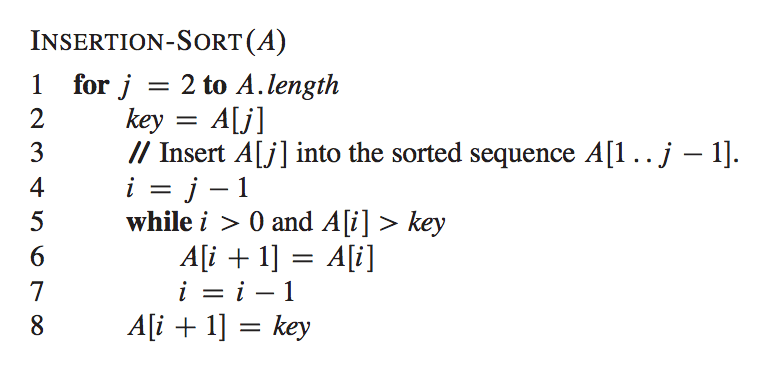 INSERTION-SORT(A)
1 for j = 2 to A.length
2 key = A[j]
3 // Insert A[j] into the sorted sequence A[1 . . j − 1].
4 i = j − 1
5 while i > 0 and A[i] > key
6 A[i + 1] = A[i]
7 i = i − 1
8 A[i + 1] = key